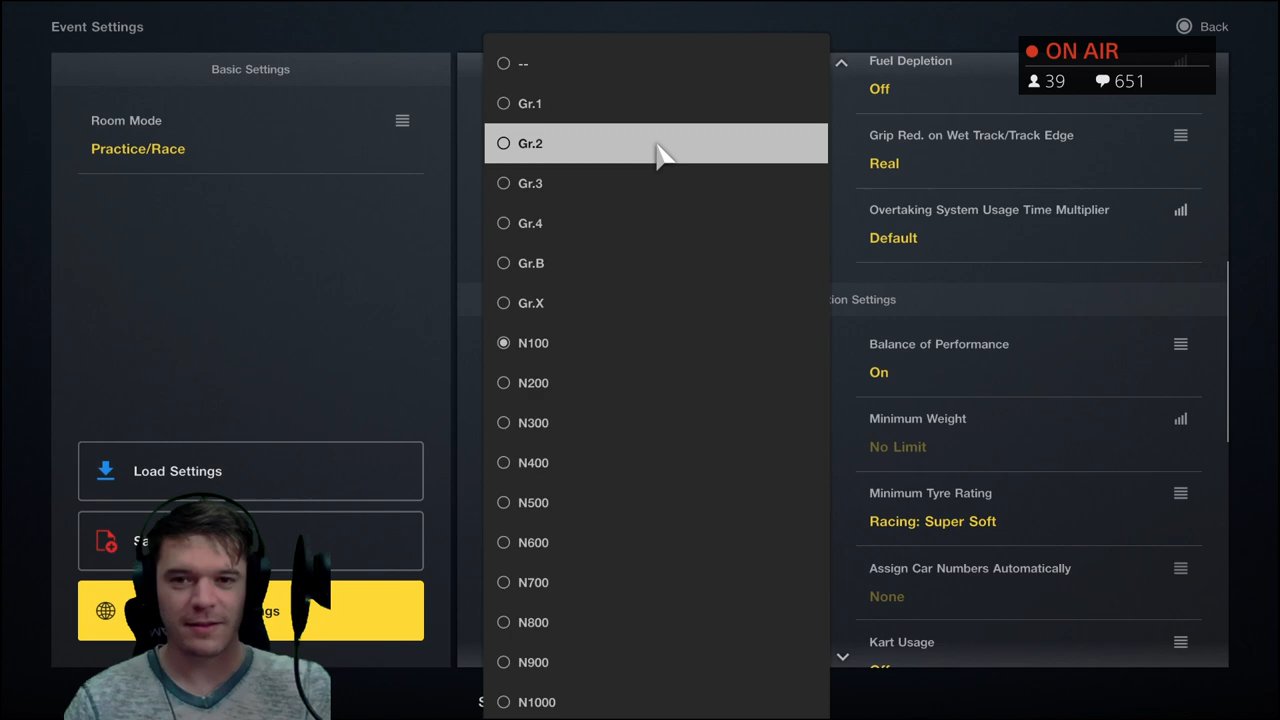 Event Settings
Back
ON AIR
39 651
Basic Settings
Room Mode
Practice/Race
Load Settings
--
Gr.1
Gr.2
Gr.3
Gr.4
Gr.B
Gr.X
N100
N200
N300
N400
N500
N600
N700
N800
N900
N1000
Fuel Depletion
Off
Grip Red. on Wet Track/Track Edge
Real
Overtaking System Usage Time Multiplier
Default
Settings
Balance of Performance
On
Minimum Weight
No Limit
Minimum Tyre Rating
Racing: Super Soft
Assign Car Numbers Automatically
None
Kart Usage
Off